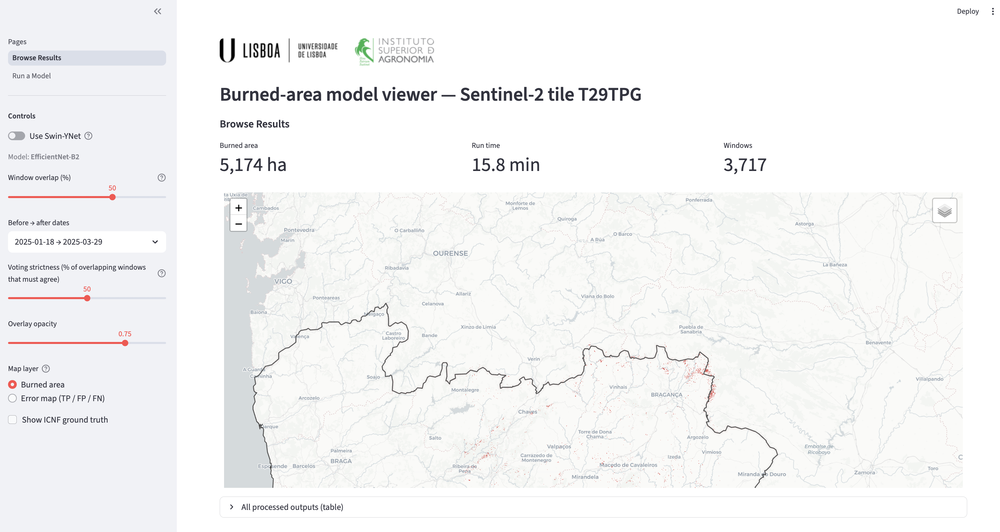 Deploy
Pages
Browse Results
Run a Model
Controls
Use Swin-YNet
Model: EfficientNet-B2
Window overlap (%)
50
Before → after dates
2025-01-18 → 2025-03-29
Voting strictness (% of overlapping windows
that must agree)
50
Overlay opacity
0.75
Map layer
Burned area
Error map (TP / FP / FN)
Show ICNF ground truth
U LISBOA
UNIVERSIDADE
DE LISBOA
INSTITUTO
SUPERIOR D
AGRONOMIA
Burned-area model viewer — Sentinel-2 tile T29TPG
Browse Results
Burned area
5,174 ha
Run time
15.8 min
Windows
3,717
+
−
ta Uxía de
Cambados
Monforte de
Lemos
Ponferrada
Quiroga
Astorga
Pontevedra
O Carballiño
O Barco
Marín
A Rúa
OURENSE
La Bañeza
Ribadavia
VIGO
Allariz
Viana do Bolo
Ponteareas
Celanova
Baiona
Melgaço
Xinzo de Limia
Puebla de
Sanabria
Castro
Laboreiro
Bande
Valença
Benavente
Verín
A Guarda
Caminha
Soajo
Villalpando
Montalegre
Vinhais
BRAGANÇA
Arcozelo
Chaves
Parque
Torre de Dona
Chama
Salto
Argozelo
Valpaços
Embalse de
Ricobayo
Palmeira
Vimioso
Carrazedo de
Montenegro
Izeda
BRAGA
Esposende
Barcelos
Ribeira de
Pena
Macedo de Cavaleiros
Toro
Mirandela
Miranda do Douro
Zamora
All processed outputs (table)